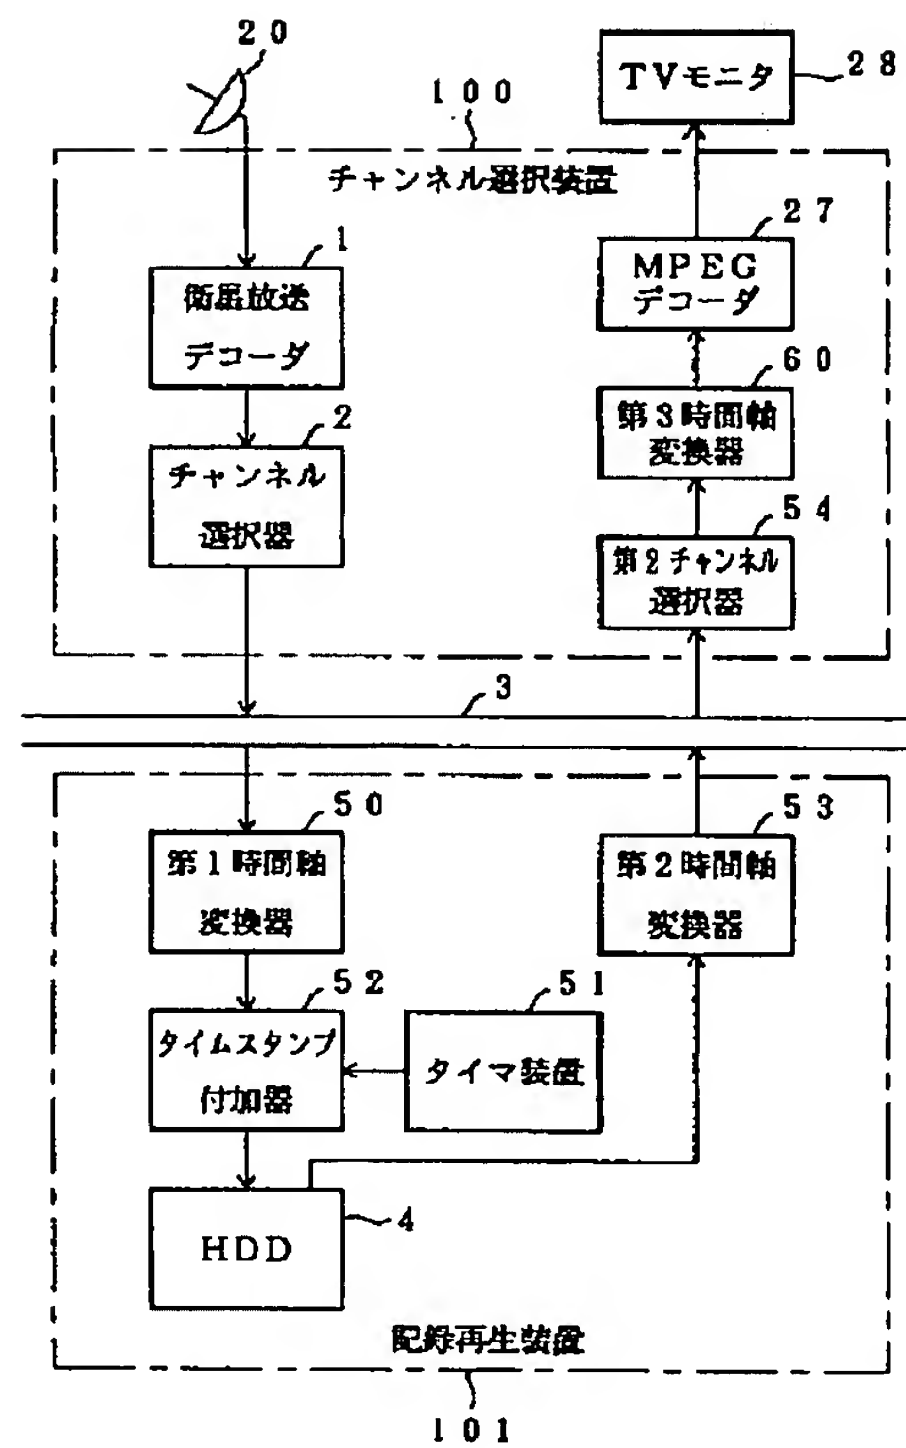 20
TVモニタ
28
100
チャンネル選択装置
1
衛星放送
デコーダ
27
MPEG
デコーダ
60
第3時間軸
変換器
2
チャンネル
選択器
54
第2チャンネル
選択器
3
50
第1時間軸
変換器
53
第2時間軸
変換器
52
タイムスタンプ
付加器
51
タイマ装置
HDD
4
記録再生装置
101